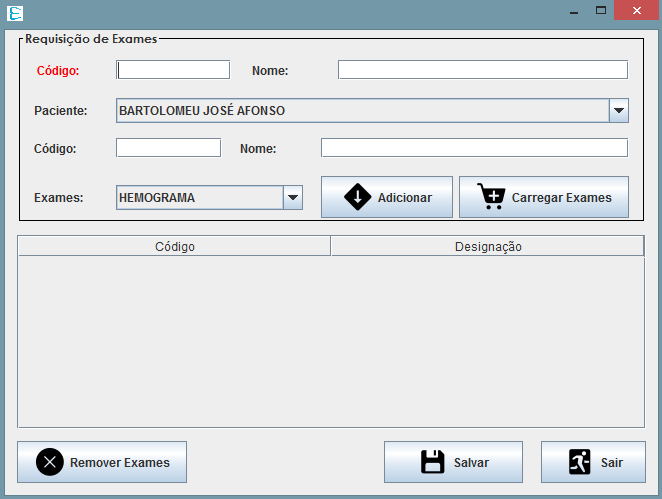 Requisição de Exames
Código: Nome:
Paciente: BARTOLOMEU JOSÉ AFONSO
Código: Nome:
Exames: HEMOGRAMA Adicionar Carregar Exames
Código Designação
Remover Exames Salvar Sair